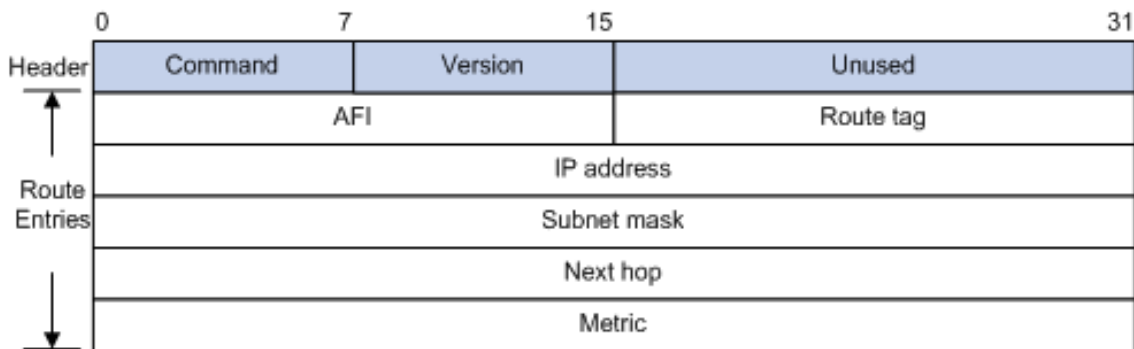 0 7 15 31
Header Command Version Unused
AFI Route tag
IP address
Route
Entries
Subnet mask
Next hop
Metric